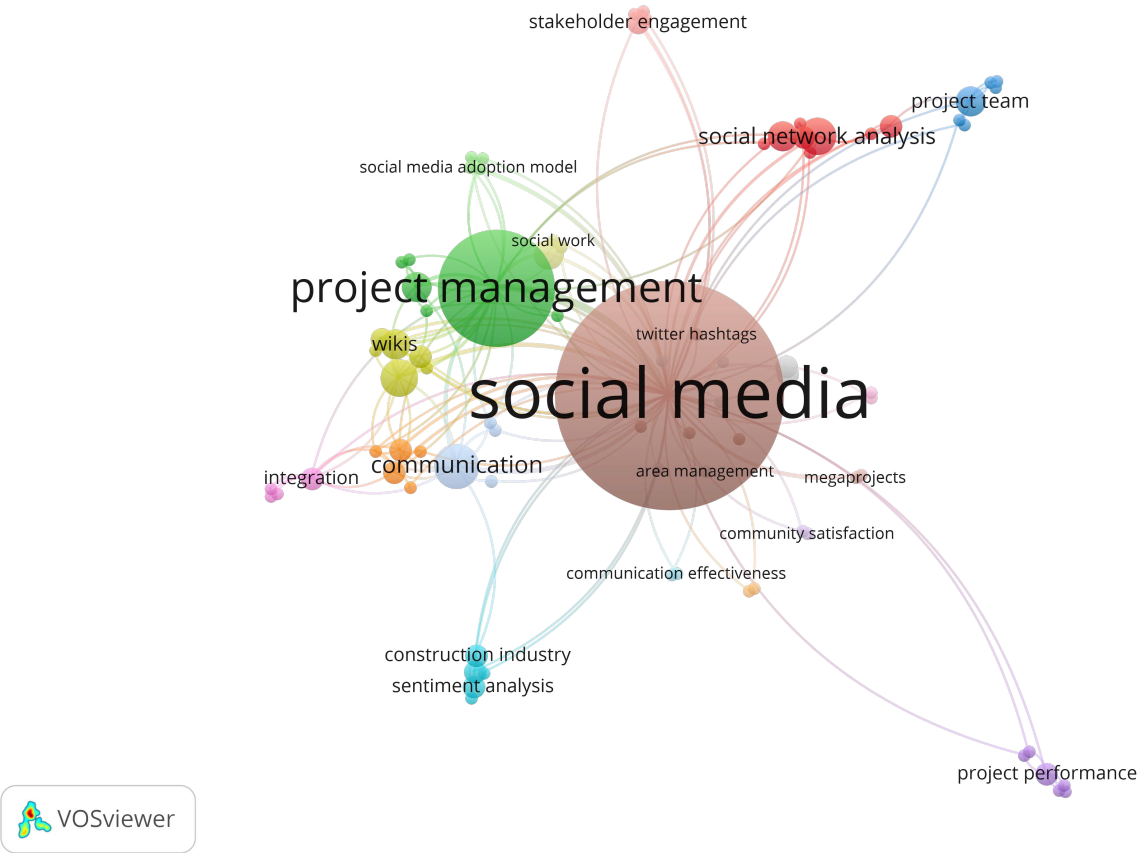 stakeholder engagement
project team
social network analysis
social media adoption model
social work
project management
twitter hashtags
wikis
social media
communication
area management
integration
megaprojects
community satisfaction
communication effectiveness
construction industry
sentiment analysis
project performance
VOSviewer